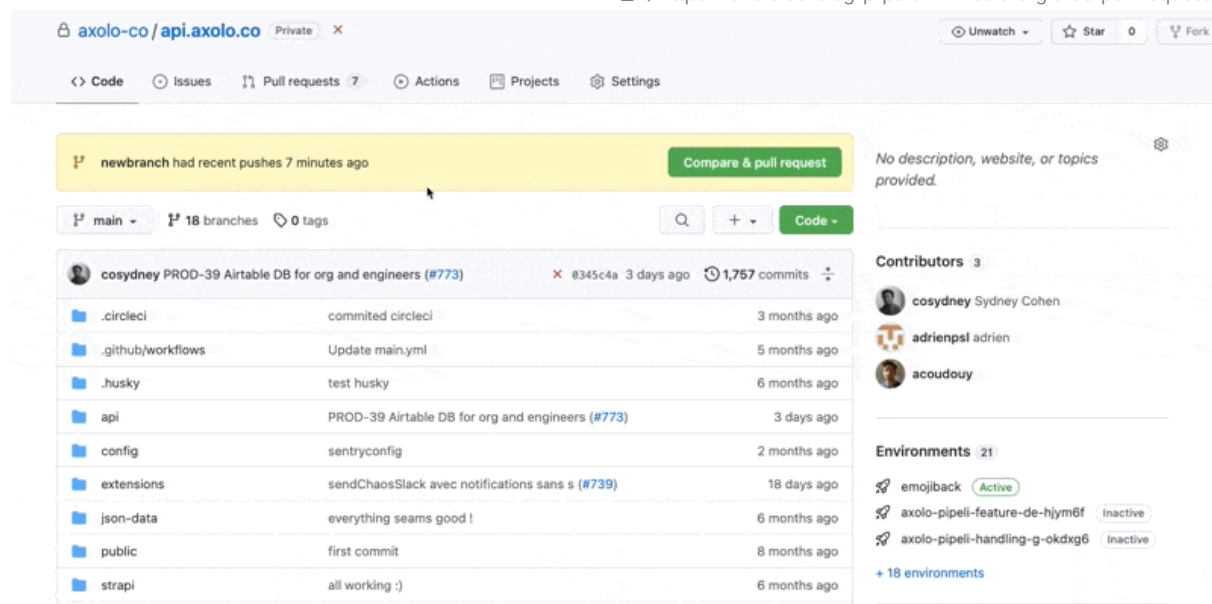 axolo-co / api.axolo.co Private
Unwatch Star 0 Fork
Code Issues Pull requests 7 Actions Projects Settings
newbranch had recent pushes 7 minutes ago Compare & pull request
No description, website, or topics
provided.
main 18 branches 0 tags + Code
cosydney PROD-39 Airtable DB for org and engineers (#773) 0345c4a 3 days ago 1,757 commits
.circleci commited circleci 3 months ago
.github/workflows Update main.yml 5 months ago
.husky test husky 6 months ago
api PROD-39 Airtable DB for org and engineers (#773) 3 days ago
config sentryconfig 2 months ago
extensions sendChaosSlack avec notifications sans s (#739) 18 days ago
json-data everything seams good ! 6 months ago
public first commit 8 months ago
strapi all working :) 6 months ago
Contributors 3
cosydney Sydney Cohen
adrienpsl adrien
acoudouy
Environments 21
emojiback Active
axolo-pipeli-feature-de-hjym6f Inactive
axolo-pipeli-handling-g-okdxg6 Inactive
+ 18 environments